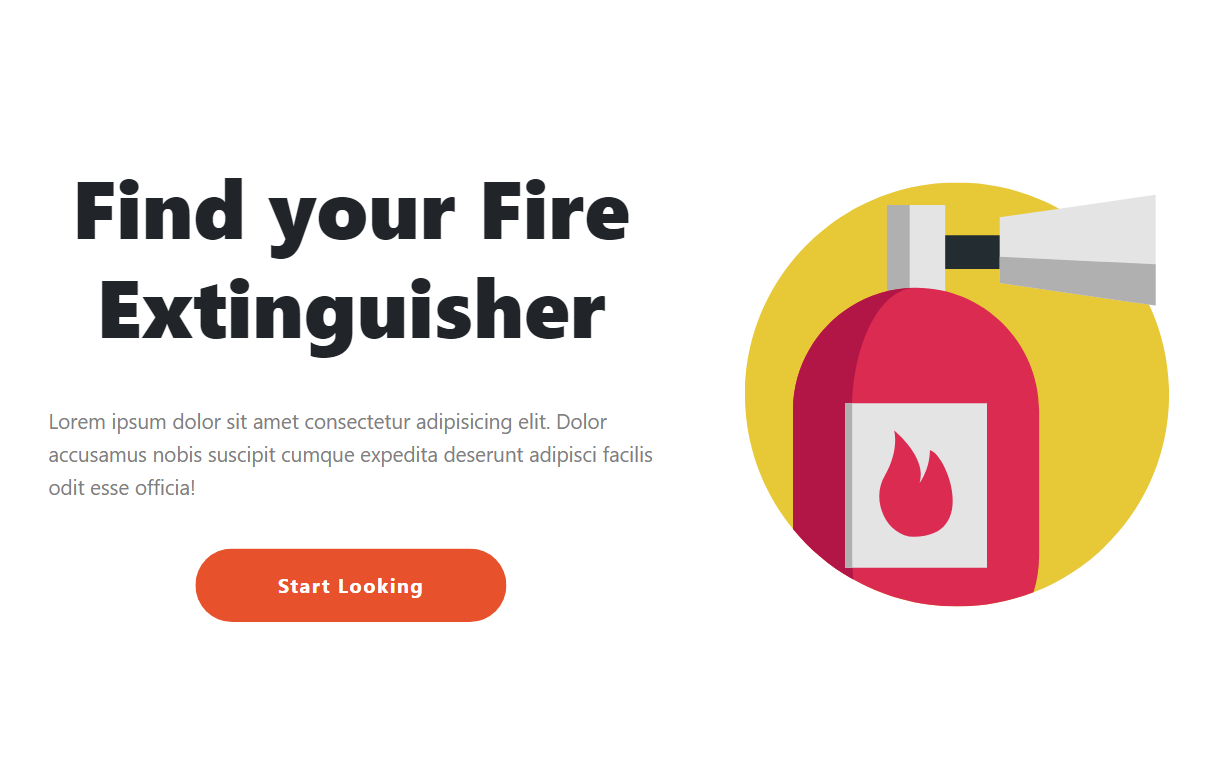 Find your Fire
Extinguisher
Lorem ipsum dolor sit amet consectetur adipisicing elit. Dolor
accusamus nobis suscipit cumque expedita deserunt adipisci facilis
odit esse officia!
Start Looking